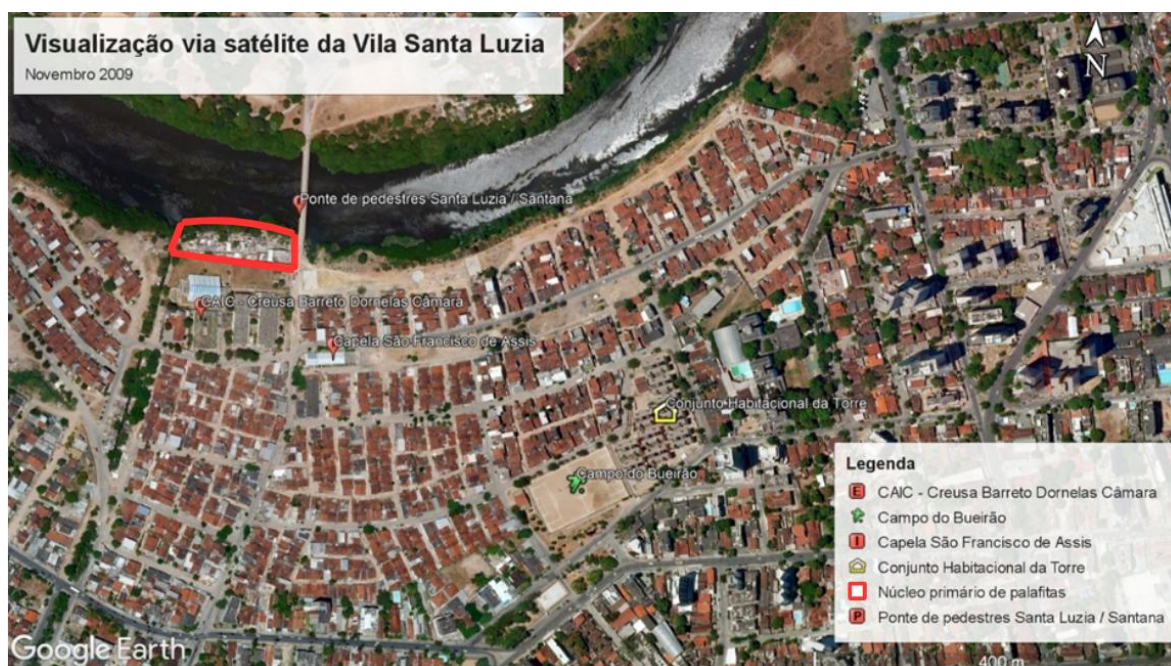 Visualização via satélite da Vila Santa Luzia
Novembro 2009
N
Ponte de pedestres Santa Luzia / Santana
CAIC - Creusa Barreto Dornelas Câmara
Capela São Francisco de Assis
Conjunto Habitacional da Torre
Campo do Bueirão
Legenda
E CAIC - Creusa Barreto Dornelas Câmara
Campo do Bueirão
I Capela São Francisco de Assis
Conjunto Habitacional da Torre
Núcleo primário de palafitas
P Ponte de pedestres Santa Luzia / Santana
Google Earth
400 m